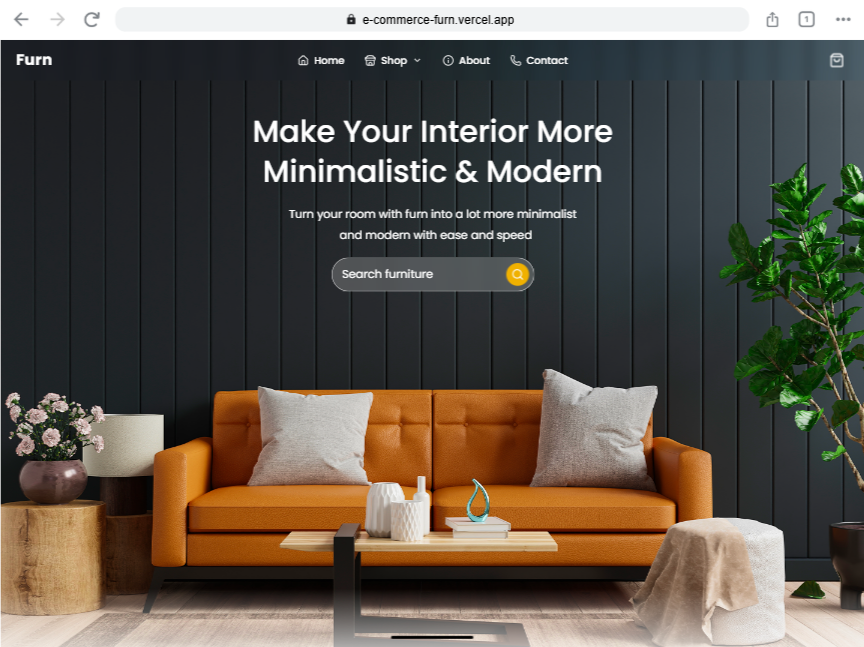 e-commerce-furn.vercel.app
1
Furn
Home
Shop
About
Contact
Make Your Interior More
Minimalistic & Modern
Turn your room with furn into a lot more minimalist
and modern with ease and speed
Search furniture